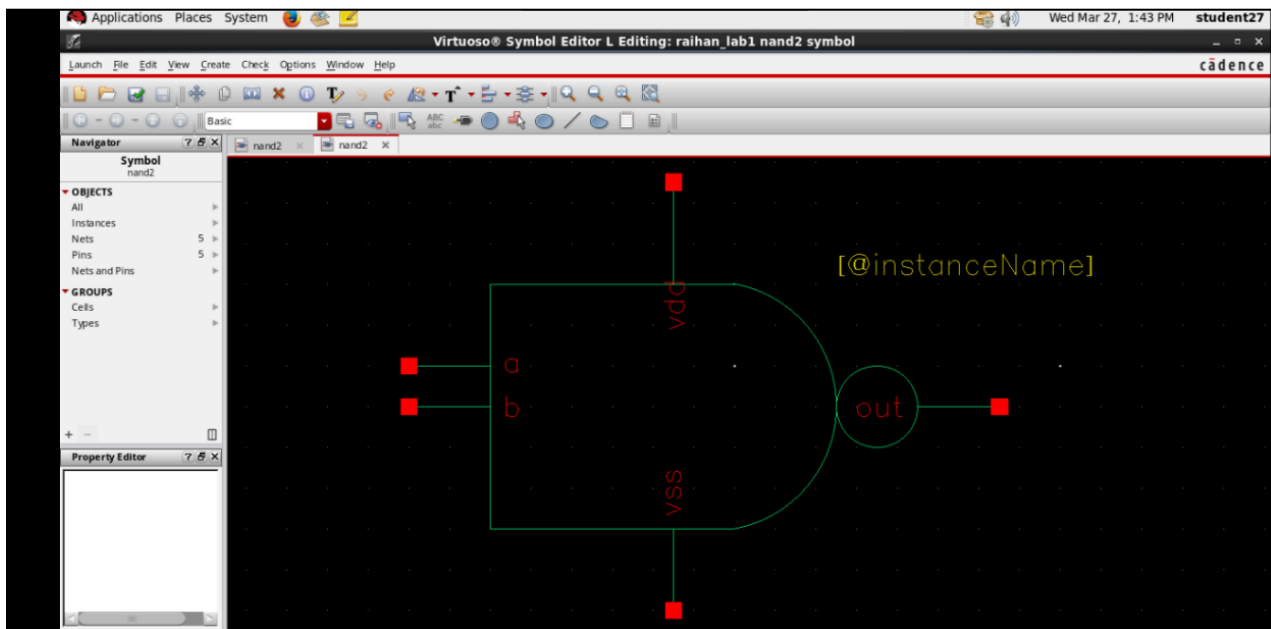 Applications Places System Wed Mar 27, 1:43 PM student27
Virtuoso® Symbol Editor L Editing: raihan_lab1 nand2 symbol
Launch File Edit View Create Check Options Window Help cādence
Basic
Navigator
nand2 nand2
Symbol
nand2
OBJECTS
All
Instances
Nets 5
Pins 5
Nets and Pins
GROUPS
Cells
Types
Property Editor
vdd
[@instanceName]
a
b
out
vss